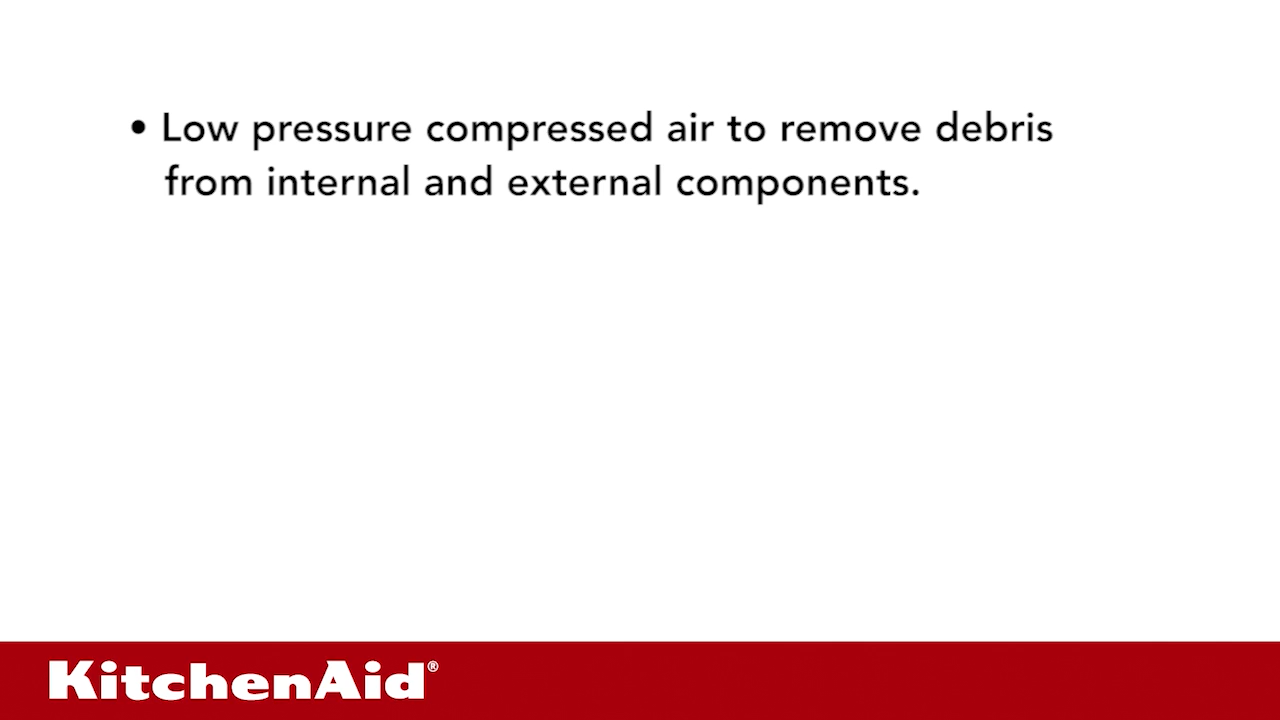 • Low pressure compressed air to remove debris
from internal and external components.
KitchenAid®